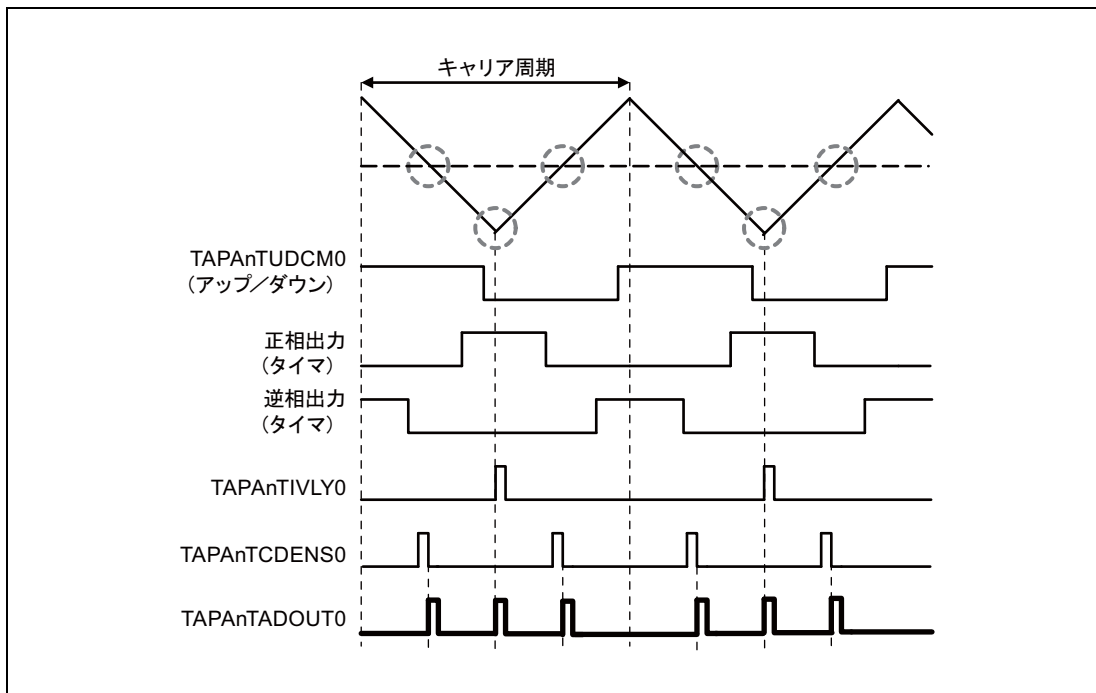 キャリア周期
TAPAnTUDCM0
（アップ／ダウン）
正相出力
（タイマ）
逆相出力
（タイマ）
TAPAnTIVLY0
TAPAnTCDENS0
TAPAnTADOUT0